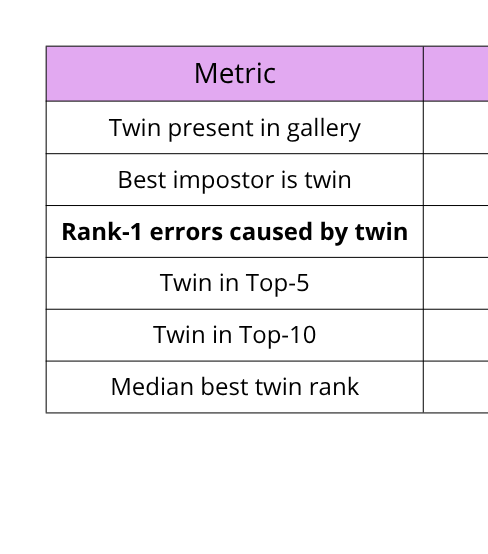 Metric
Twin present in gallery
Best impostor is twin
Rank-1 errors caused by twin
Twin in Top-5
Twin in Top-10
Median best twin rank